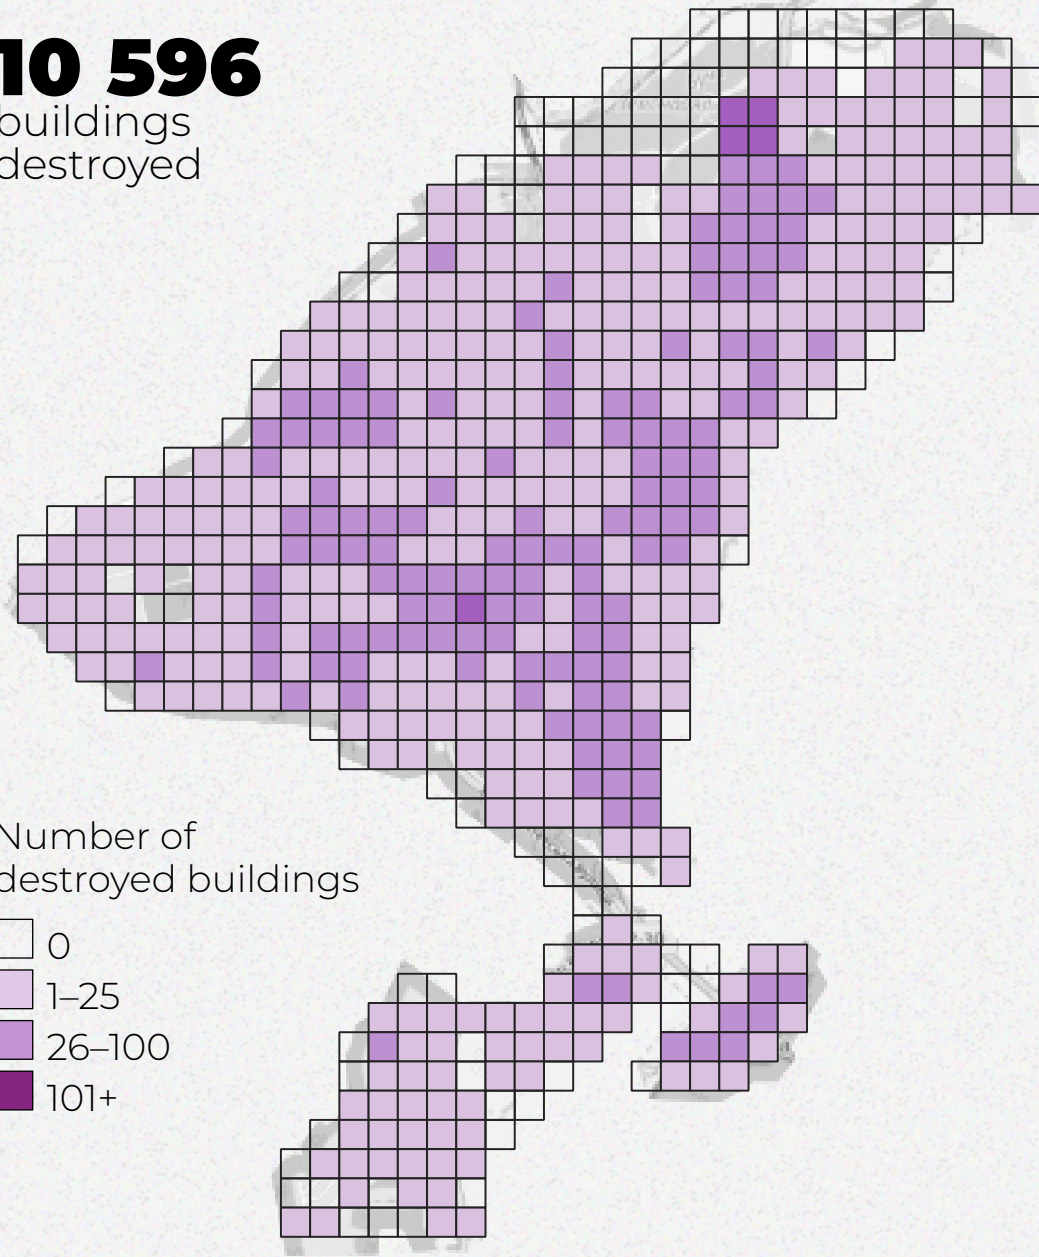 10 596
buildings
destroyed
Number of
destroyed buildings
0
1–25
26–100
101+